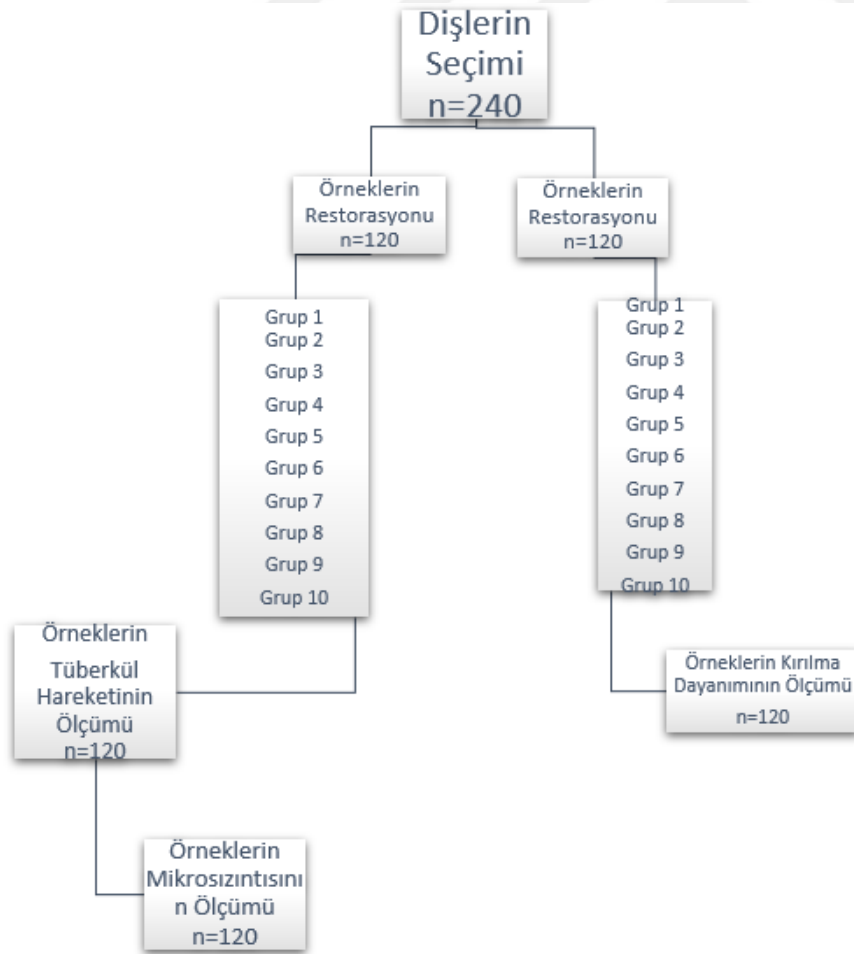 Dişlerin
Seçimi
n=240
Örneklerin
Restorasyonu
n=120
Örneklerin
Restorasyonu
n=120
Grup 1
Grup 2
Grup 3
Grup 4
Grup 5
Grup 6
Grup 7
Grup 8
Grup 9
Grup 10
Grup 1
Grup 2
Grup 3
Grup 4
Grup 5
Grup 6
Grup 7
Grup 8
Grup 9
Grup 10
Örneklerin
Tüberkül
Hareketinin
Ölçümü
n=120
Örneklerin Kırılma
Dayanımının Ölçümü
n=120
Örneklerin
Mikrosızıntısını
n Ölçümü
n=120